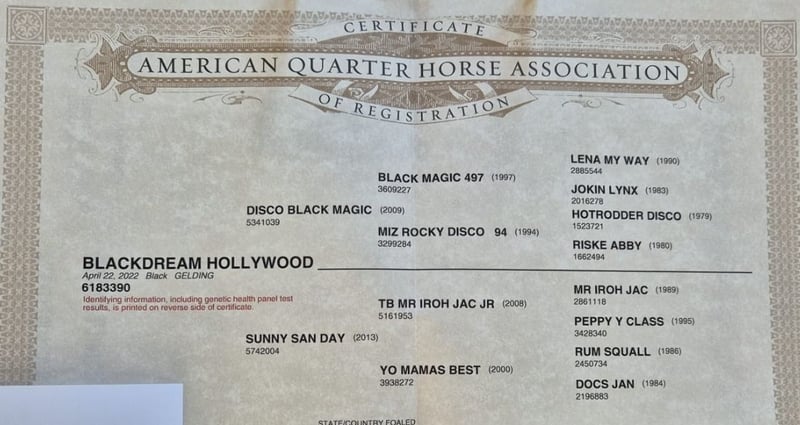 CERTIFICATE
AMERICAN QUARTER HORSE ASSOCIATION
OF REGISTRATION
LENA MY WAY (1990)
2885544
BLACK MAGIC 497 (1997)
3609227
JOKIN LYNX (1983)
2016278
DISCO BLACK MAGIC (2009)
5341039
HOTRODDER DISCO (1979)
1523721
MIZ ROCKY DISCO 94 (1994)
3299284
RISKE ABBY (1980)
1662494
BLACKDREAM HOLLYWOOD
April 22, 2022 Black GELDING
6183390
Identifying information, including genetic health panel test
results, is printed on reverse side of certificate.
MR IROH JAC (1989)
2861118
TB MR IROH JAC JR (2008)
5161953
PEPPY Y CLASS (1995)
3428340
SUNNY SAN DAY (2013)
5742004
RUM SQUALL (1986)
2450734
YO MAMAS BEST (2000)
3938272
DOCS JAN (1984)
2196883
STATE/COUNTRY FOALED